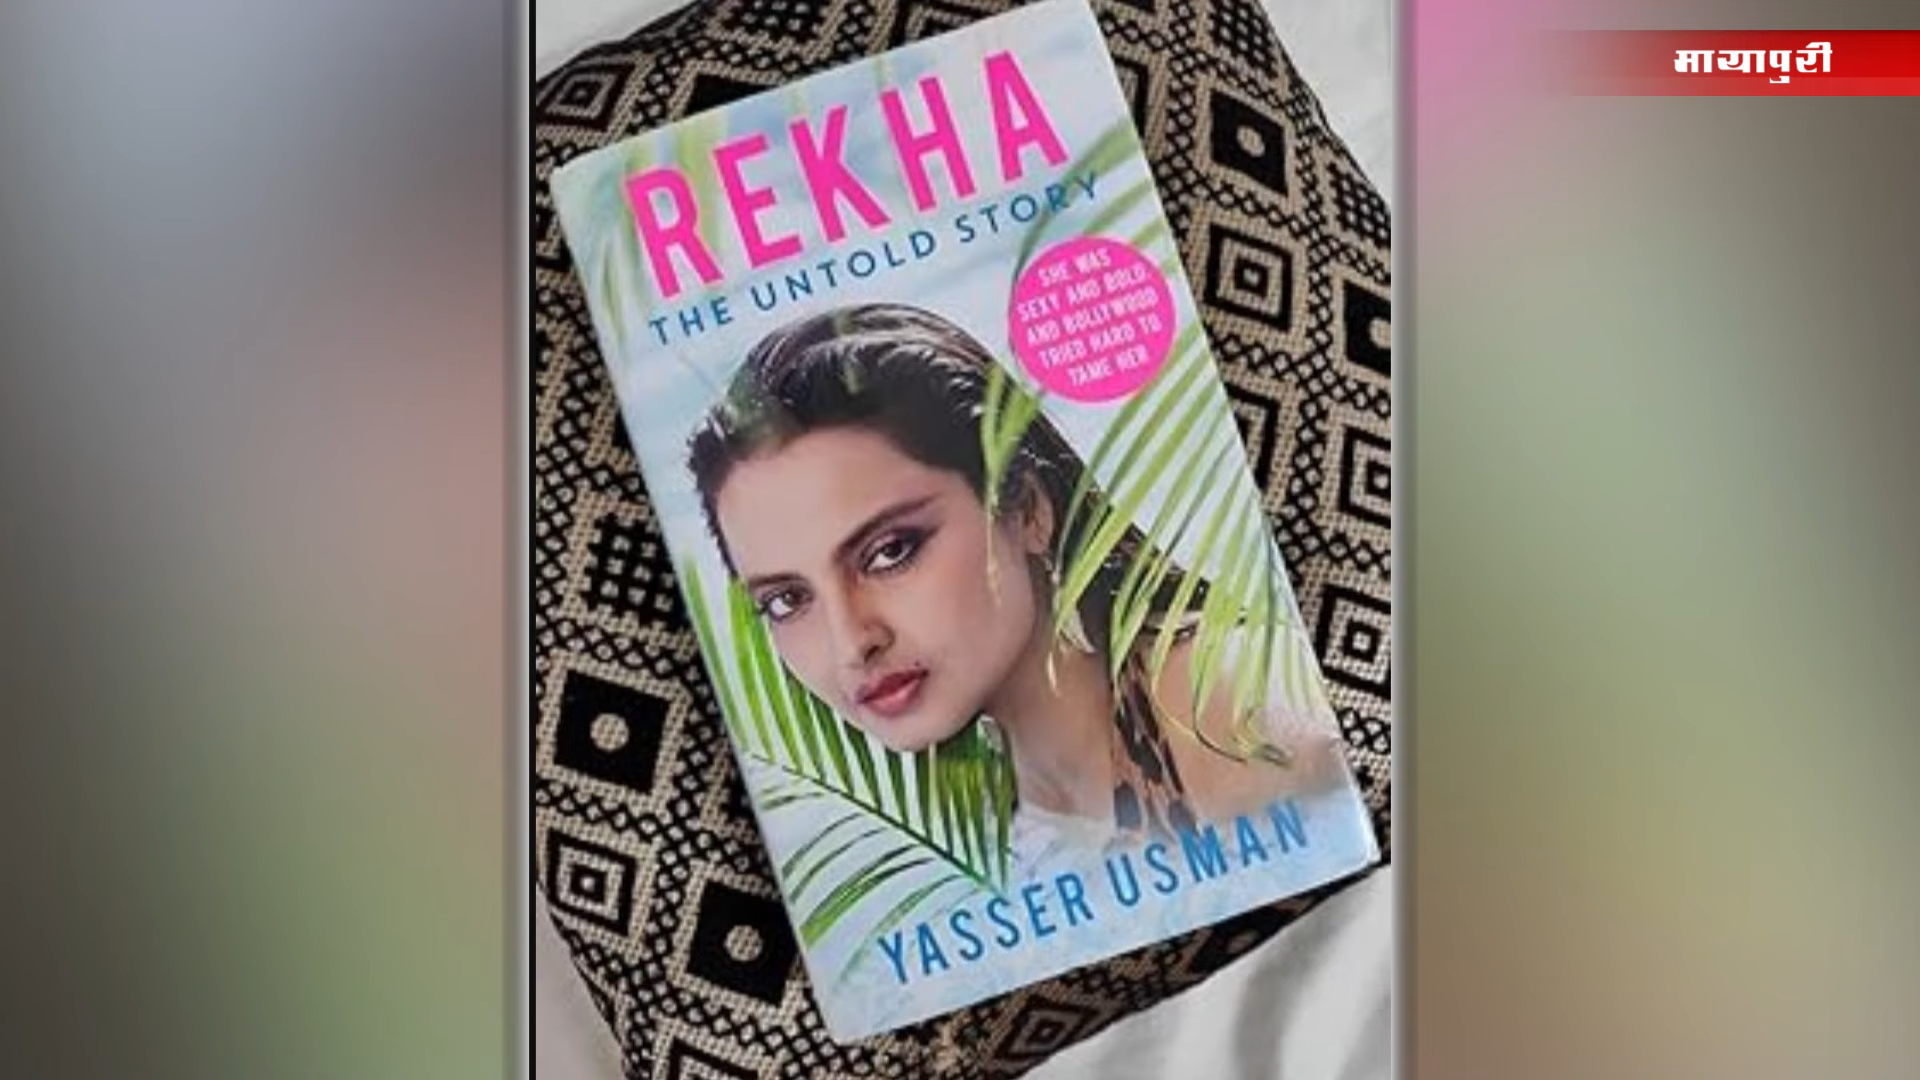 मायापुरी
REKHA
THE UNTOLD STORY
SHE WAS
SEXY AND BOLD
AND BOLLYWOOD
TRIED HARD TO
TAME HER
YASSER USMAN